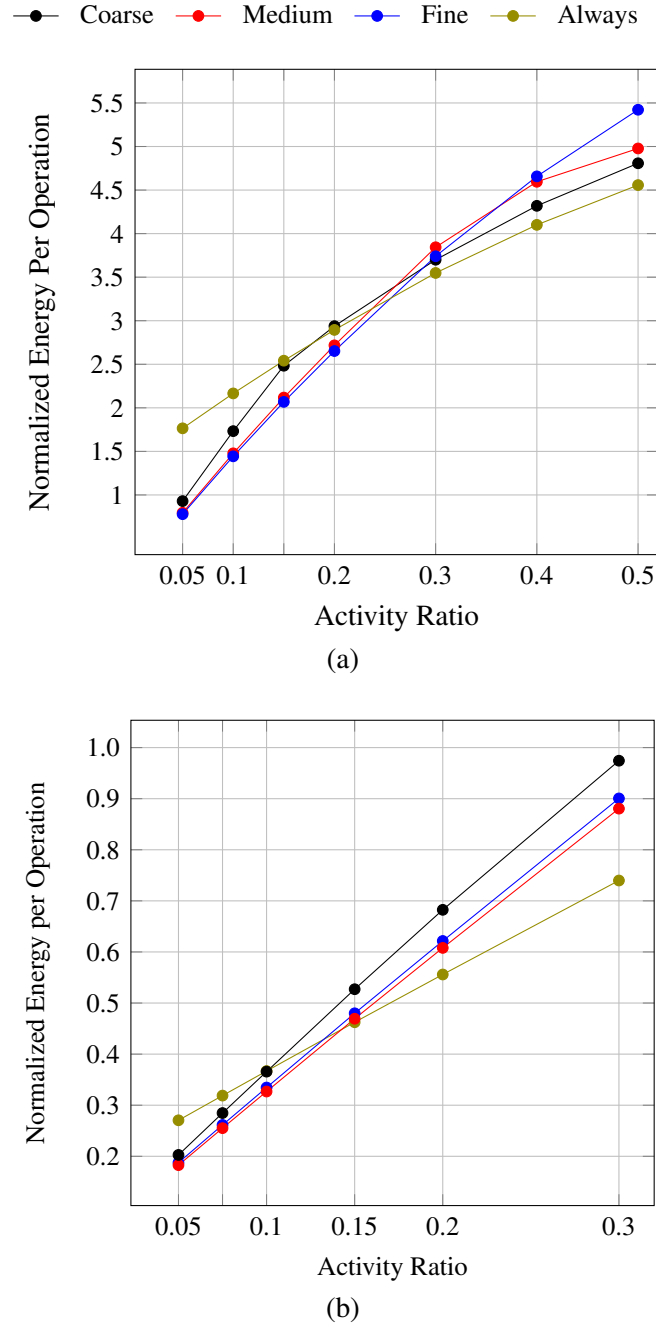 Coarse Medium Fine Always
5.5
5
4.5
4
3.5
3
2.5
2
1.5
1
Normalized Energy Per Operation
0.05 0.1 0.2 0.3 0.4 0.5
Activity Ratio
(a)
1.0
0.9
0.8
0.7
0.6
0.5
0.4
0.3
0.2
Normalized Energy per Operation
0.05 0.1 0.15 0.2 0.3
Activity Ratio
(b)